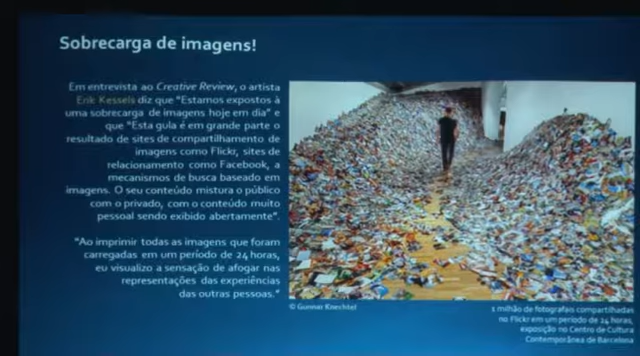 Sobrecarga de imagens!
Em entrevista ao Creative Review, o artista
Erik Kessels diz que "Estamos expostos à
uma sobrecarga de imagens hoje em dia" e
que "Esta gula é em grande parte o
resultado de sites de compartilhamento de
imagens como Flickr, sites de
relacionamento como Facebook, a
mecanismos de busca baseado em
imagens. O seu conteúdo mistura o público
com o privado, com o conteúdo muito
pessoal sendo exibido abertamente".
"Ao imprimir todas as imagens que foram
carregadas em um período de 24 horas,
eu visualizo a sensação de afogar nas
representações das experiências
das outras pessoas."
© Gunnar Knechtel
1 milhão de fotografais compartilhadas
no Flickr em um período de 24 horas,
exposição no Centro de Cultura
Contemporânea de Barcelona